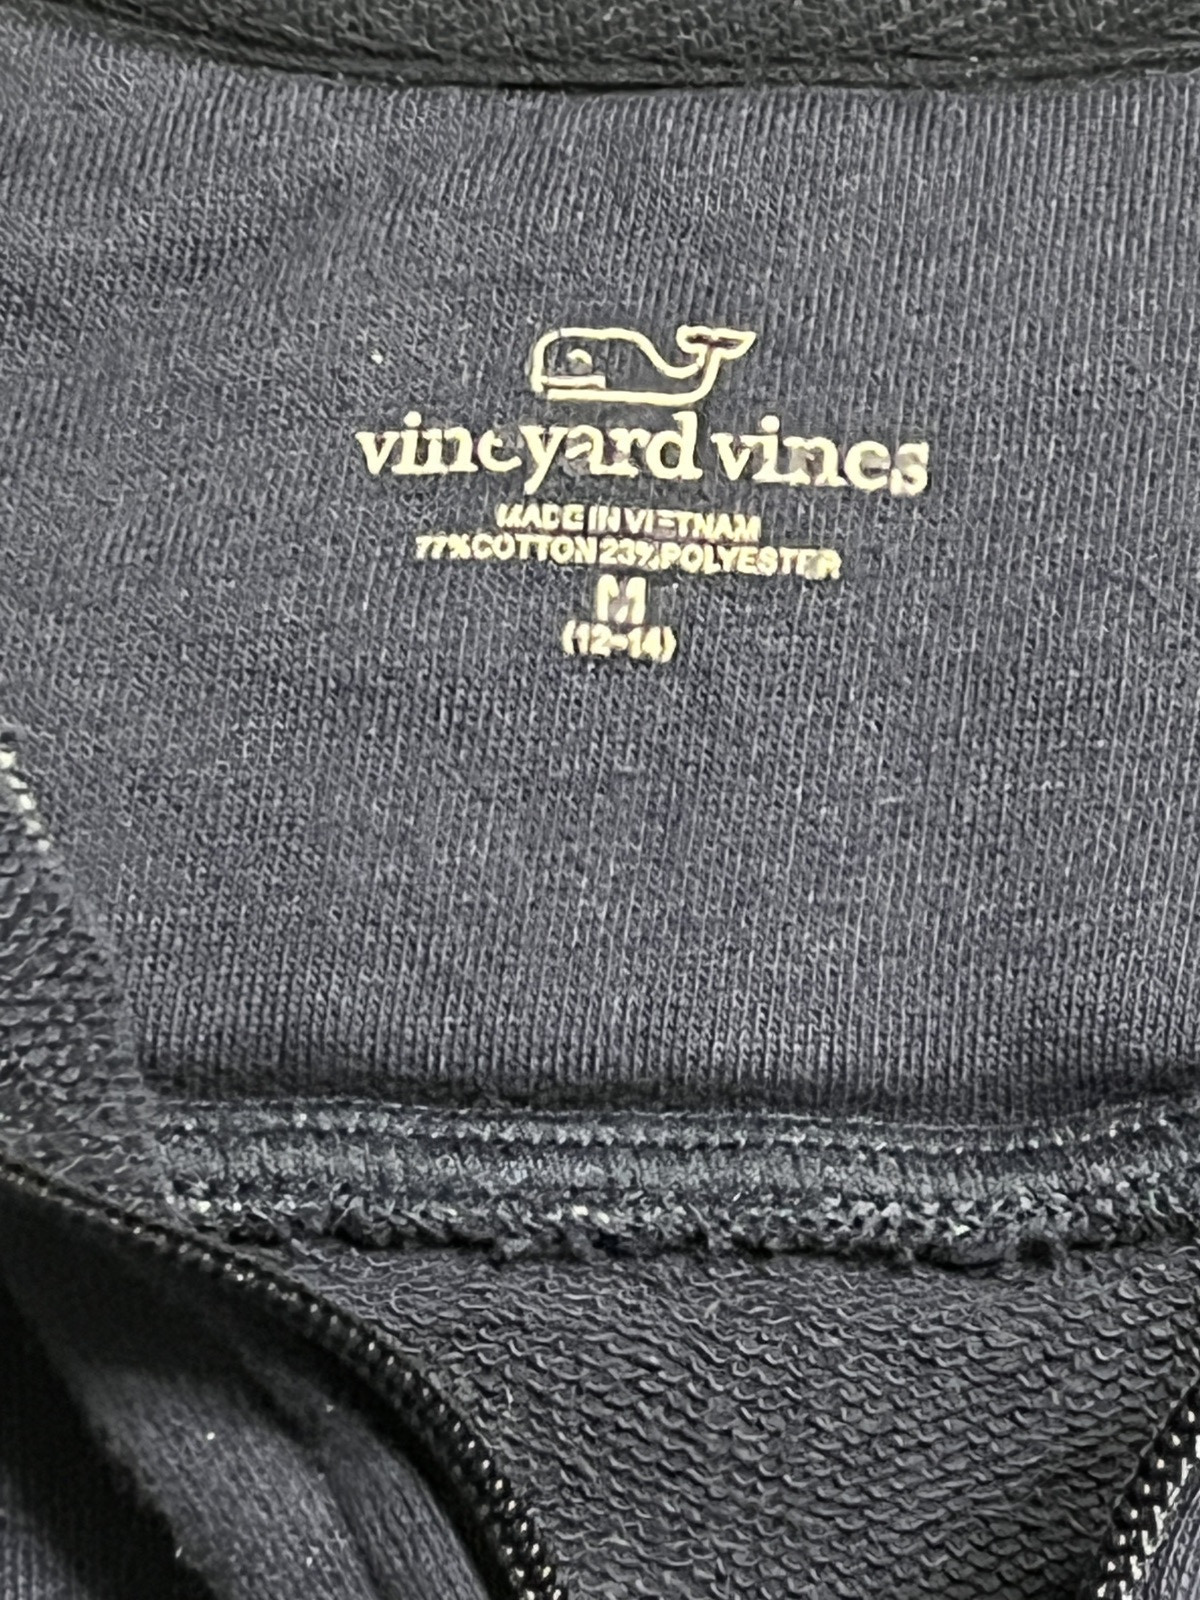 vineyard vines
MADE IN VIETNAM
77% COTTON 23% POLYESTER
M
(12-14)